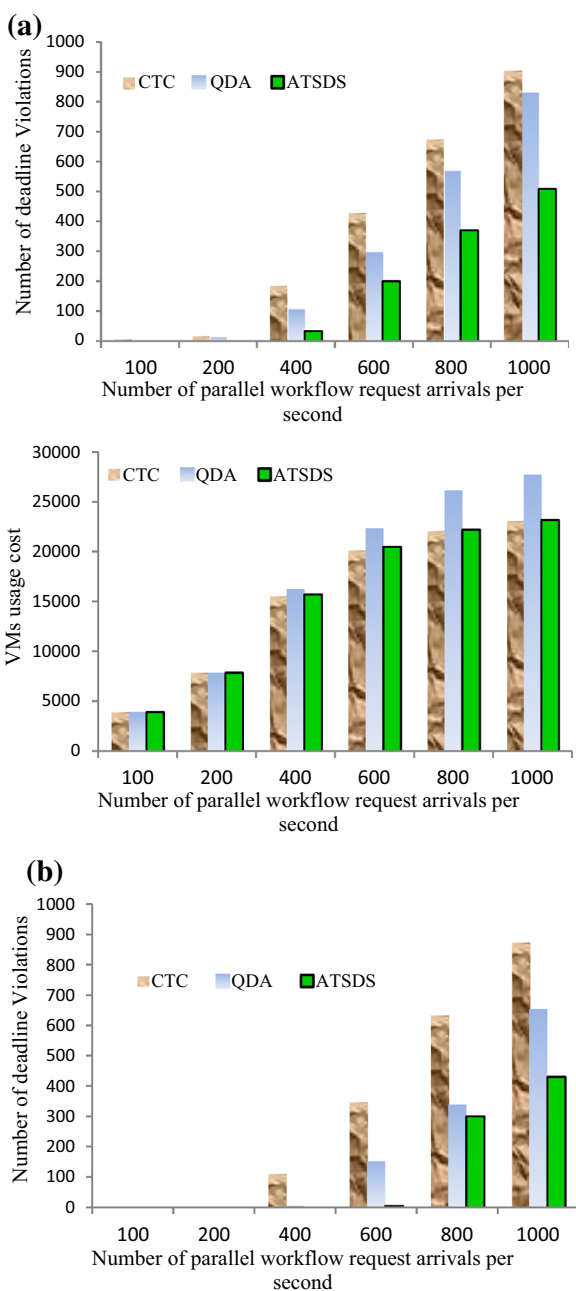 (a)
1000
900
800
700
600
500
400
300
200
100
0
Number of deadline Violations
CTC QDA ATSDS
100 200 400 600 800 1000
Number of parallel workflow request arrivals per
second
30000
25000
20000
15000
10000
5000
0
VMs usage cost
CTC QDA ATSDS
100 200 400 600 800 1000
Number of parallel workflow request arrivals per
second
(b)
1000
900
800
700
600
500
400
300
200
100
0
Number of deadline Violations
CTC QDA ATSDS
100 200 400 600 800 1000
Number of parallel workflow request arrivals per
second